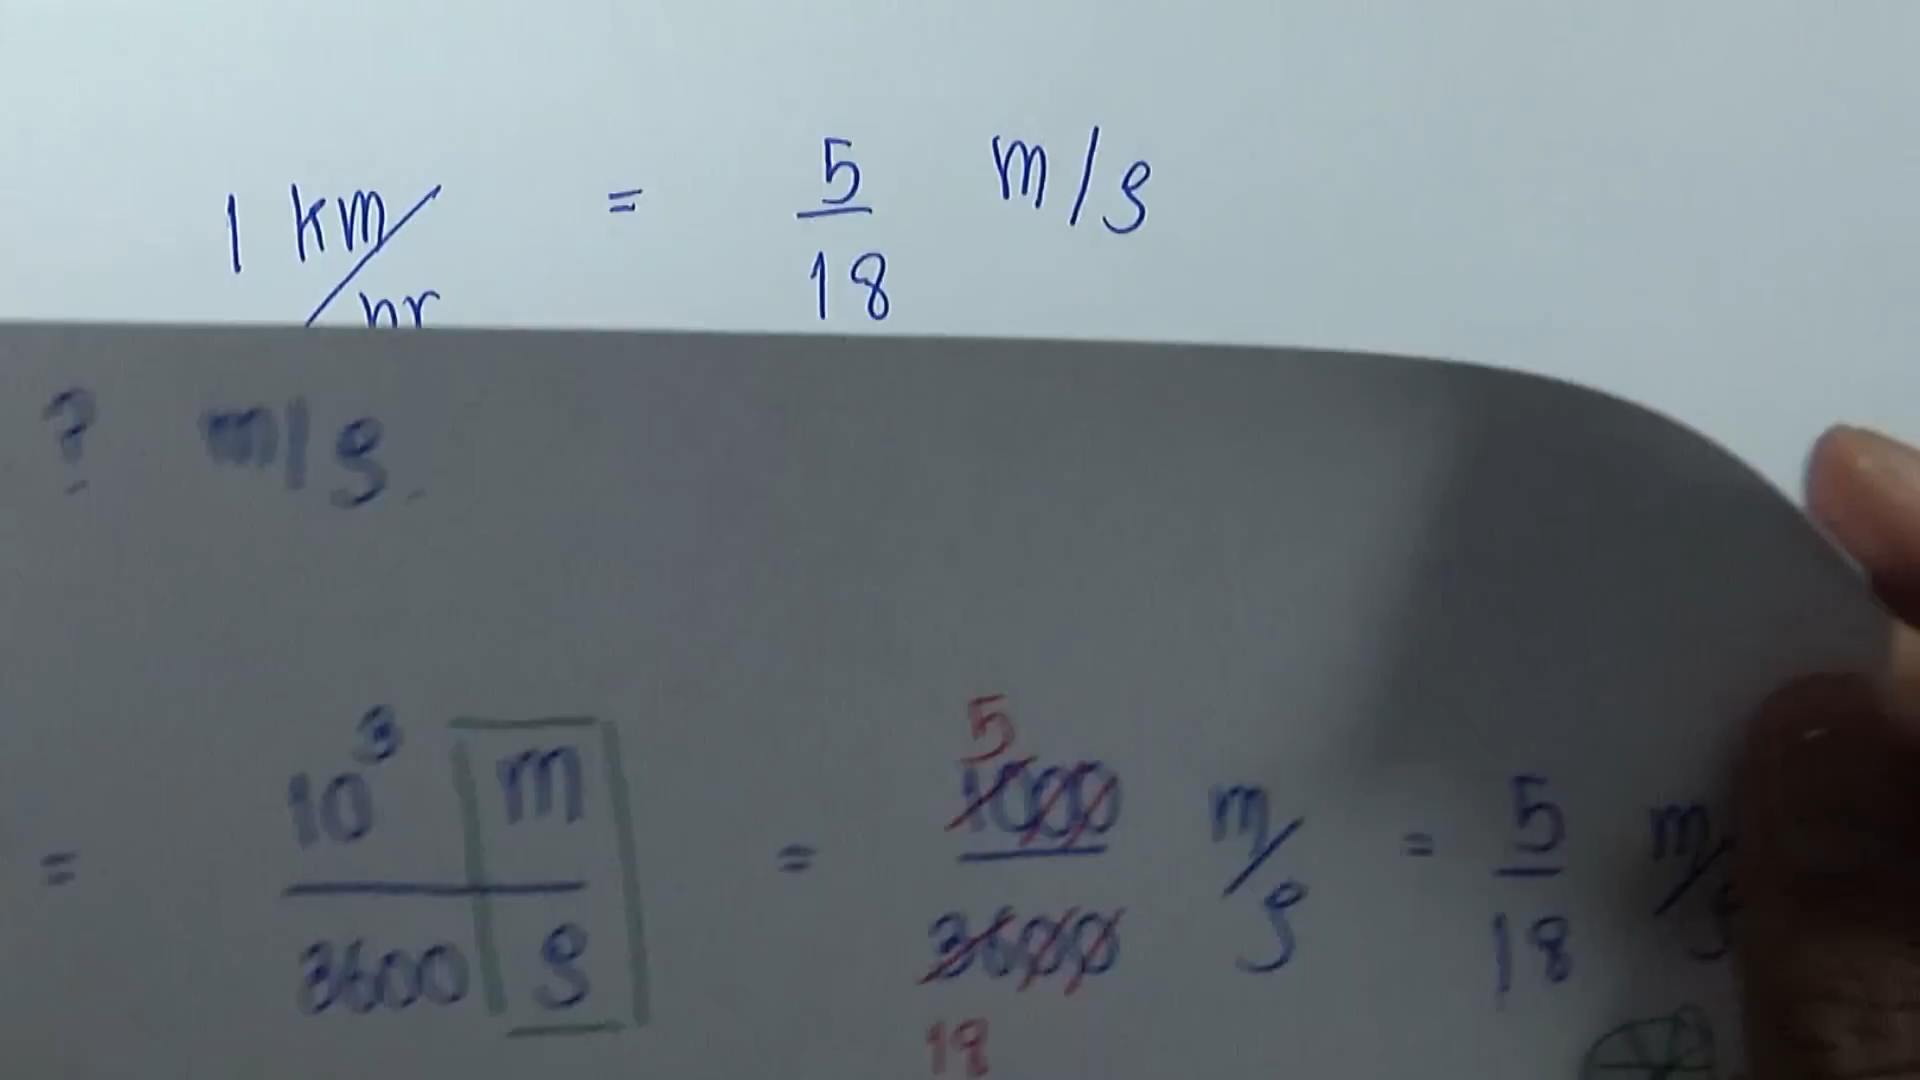 1 km/hr = 5/18 m/s
? m/s.
= 10³ m / 3600 s = 5 1000 / 3600 18 m/s = 5/18 m/s